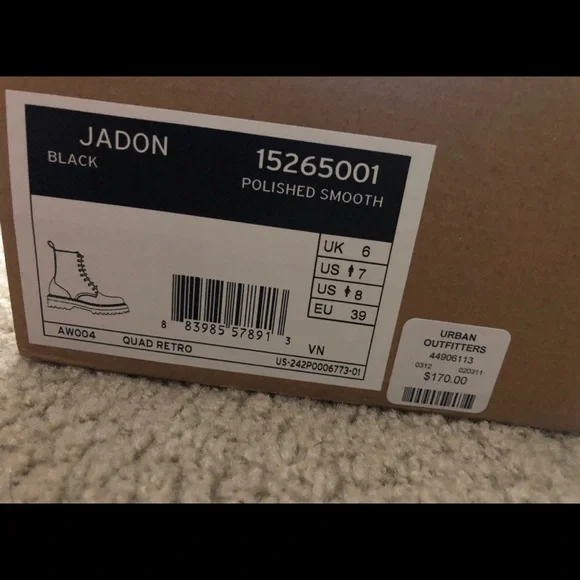 JADON
BLACK
15265001
POLISHED SMOOTH
UK 6
US 7
US 8
EU 39
8 83985 57891 3
AW004
QUAD RETRO
VN
US-242P0006773-01
URBAN
OUTFITTERS
44906113
0312 020311
$170.00